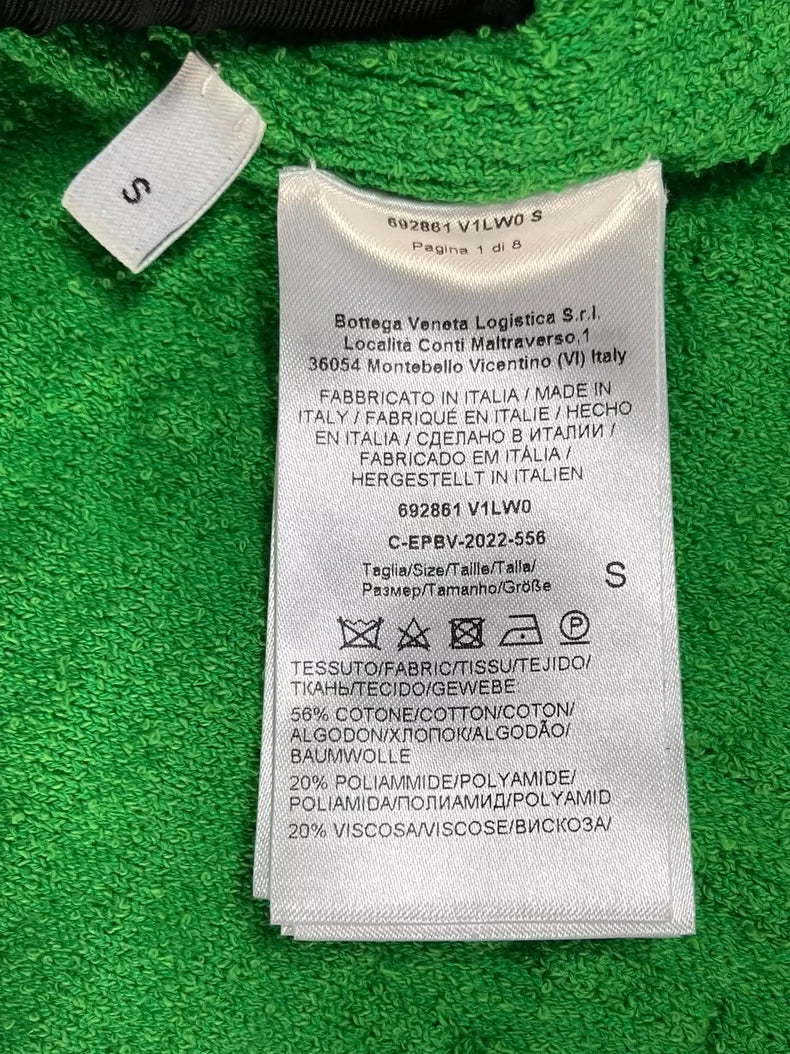 S
692861 V1LW0 S
Pagina 1 di 8
Bottega Veneta Logistica S.r.l.
Località Conti Maltraverso,1
36054 Montebello Vicentino (VI) Italy
FABBRICATO IN ITALIA / MADE IN
ITALY / FABRIQUÉ EN ITALIE / HECHO
EN ITALIA / СДЕЛАНО В ИТАЛИИ /
FABRICADO EM ITÁLIA /
HERGESTELLT IN ITALIEN
692861 V1LW0
C-EPBV-2022-556
Taglia/Size/Taille/Talla/
Размер/Tamanho/Größe
S
P
TESSUTO/FABRIC/TISSU/TEJIDO/
ТКАНЬ/TECIDO/GEWEBE:
56% COTONE/COTTON/COTON/
ALGODON/ХЛОПОК/ALGODÃO/
BAUMWOLLE
20% POLIAMMIDE/POLYAMIDE/
POLIAMIDA/ПОЛИАМИД/POLYAMID
20% VISCOSA/VISCOSE/ВИСКОЗА/